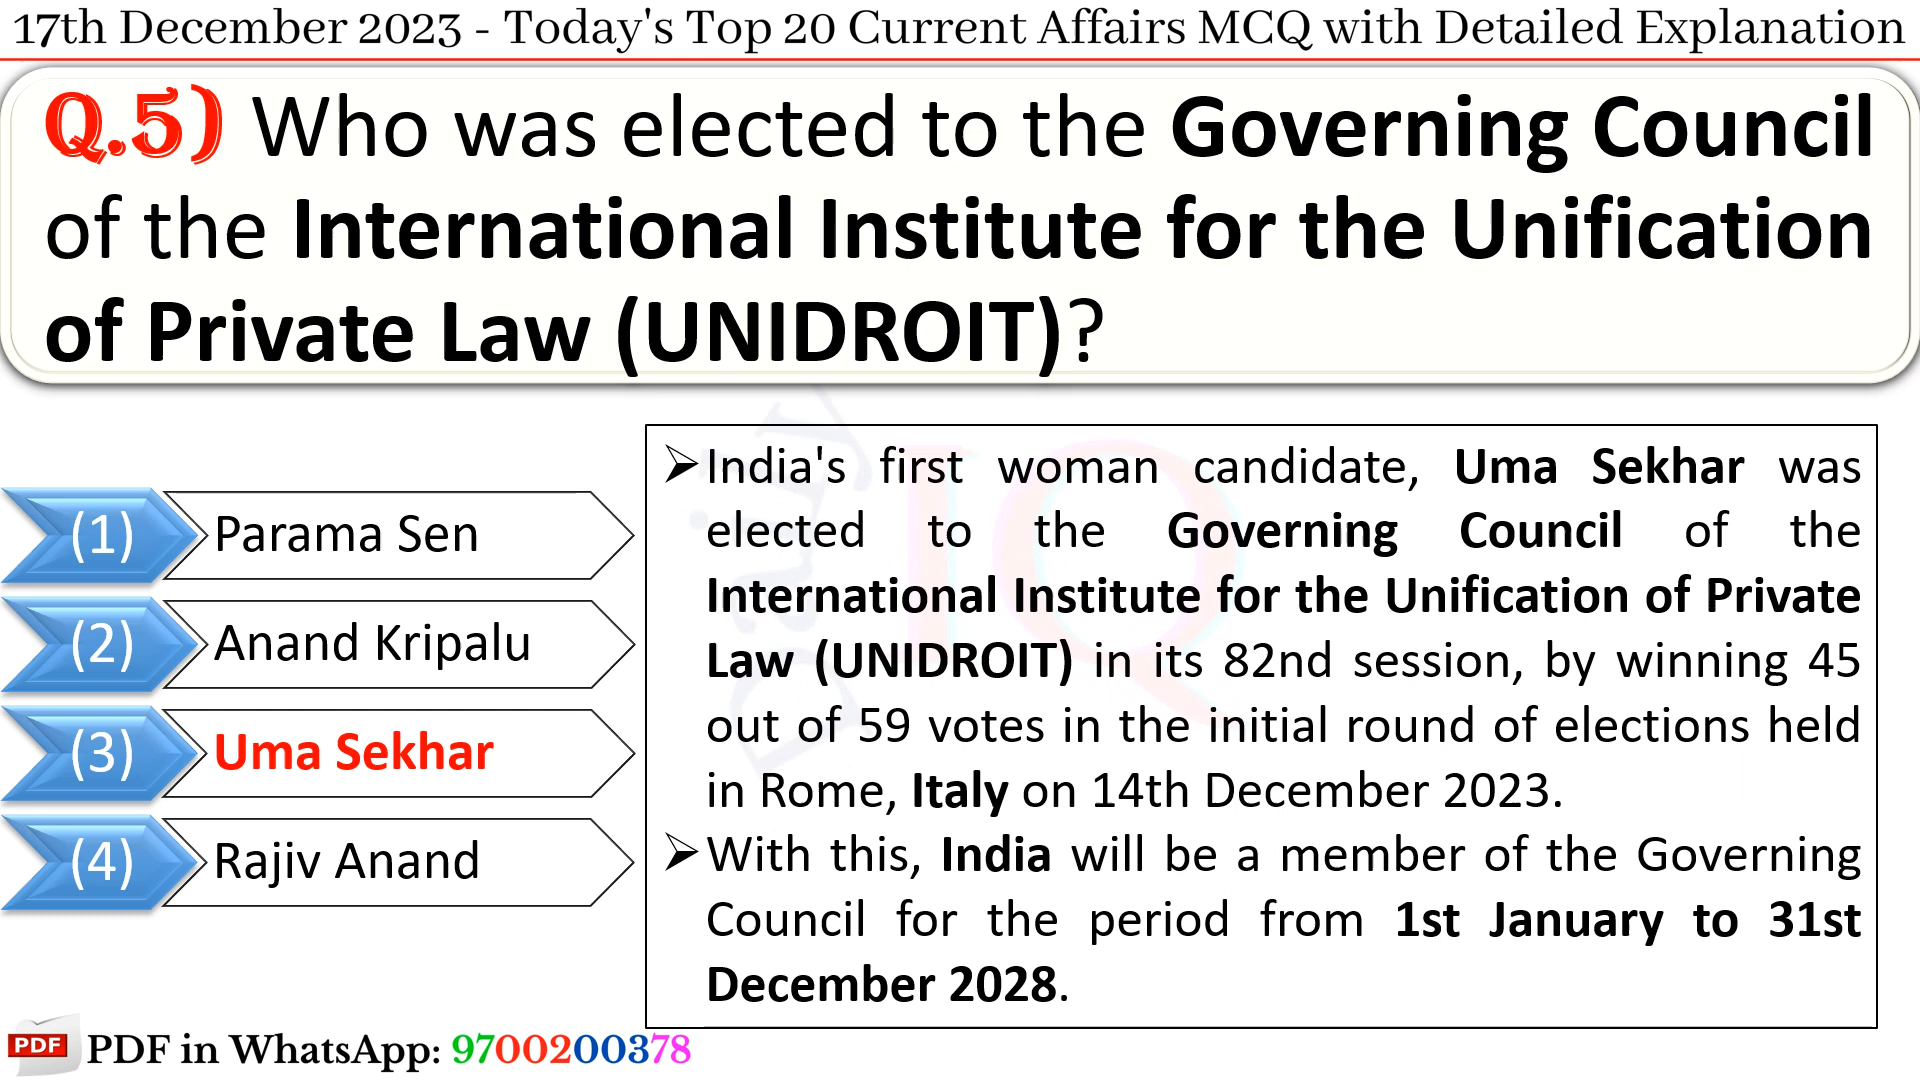 17th December 2023 - Today's Top 20 Current Affairs MCQ with Detailed Explanation
Q.5) Who was elected to the Governing Council
of the International Institute for the Unification
of Private Law (UNIDROIT)?
(1) Parama Sen
(2) Anand Kripalu
(3) Uma Sekhar
(4) Rajiv Anand
➢India's first woman candidate, Uma Sekhar was
elected to the Governing Council of the
International Institute for the Unification of Private
Law (UNIDROIT) in its 82nd session, by winning 45
out of 59 votes in the initial round of elections held
in Rome, Italy on 14th December 2023.
➢With this, India will be a member of the Governing
Council for the period from 1st January to 31st
December 2028.
Daily IQ
PDF PDF in WhatsApp: 9700200378